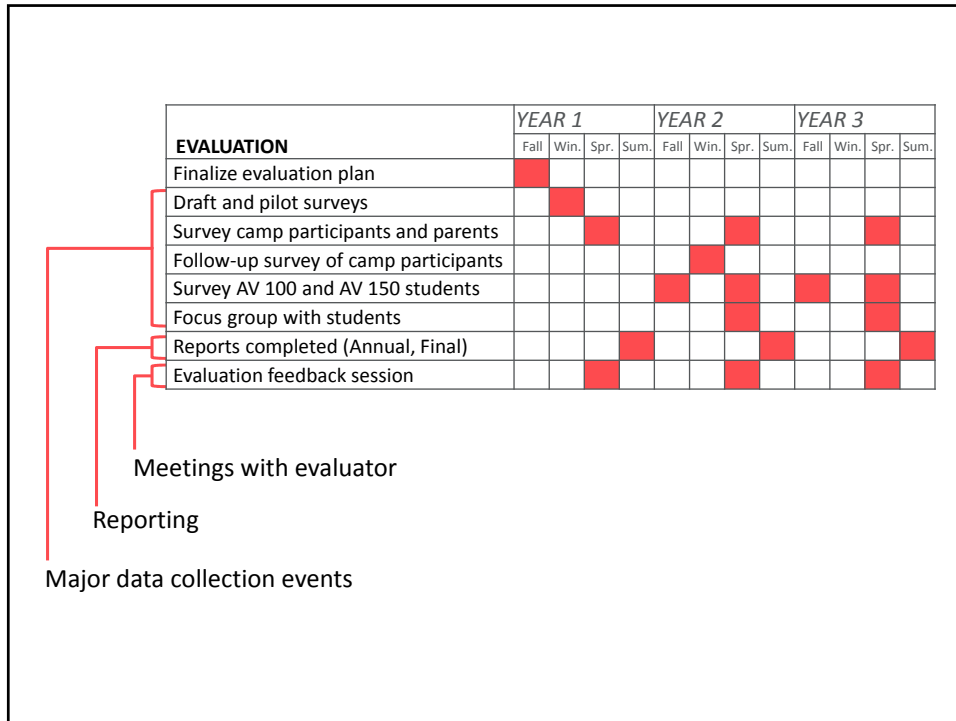 YEAR 1 YEAR 2 YEAR 3
EVALUATION Fall Win. Spr. Sum. Fall Win. Spr. Sum. Fall Win. Spr. Sum.
Finalize evaluation plan
Draft and pilot surveys
Survey camp participants and parents
Follow-up survey of camp participants
Survey AV 100 and AV 150 students
Focus group with students
Reports completed (Annual, Final)
Evaluation feedback session
Meetings with evaluator
Reporting
Major data collection events